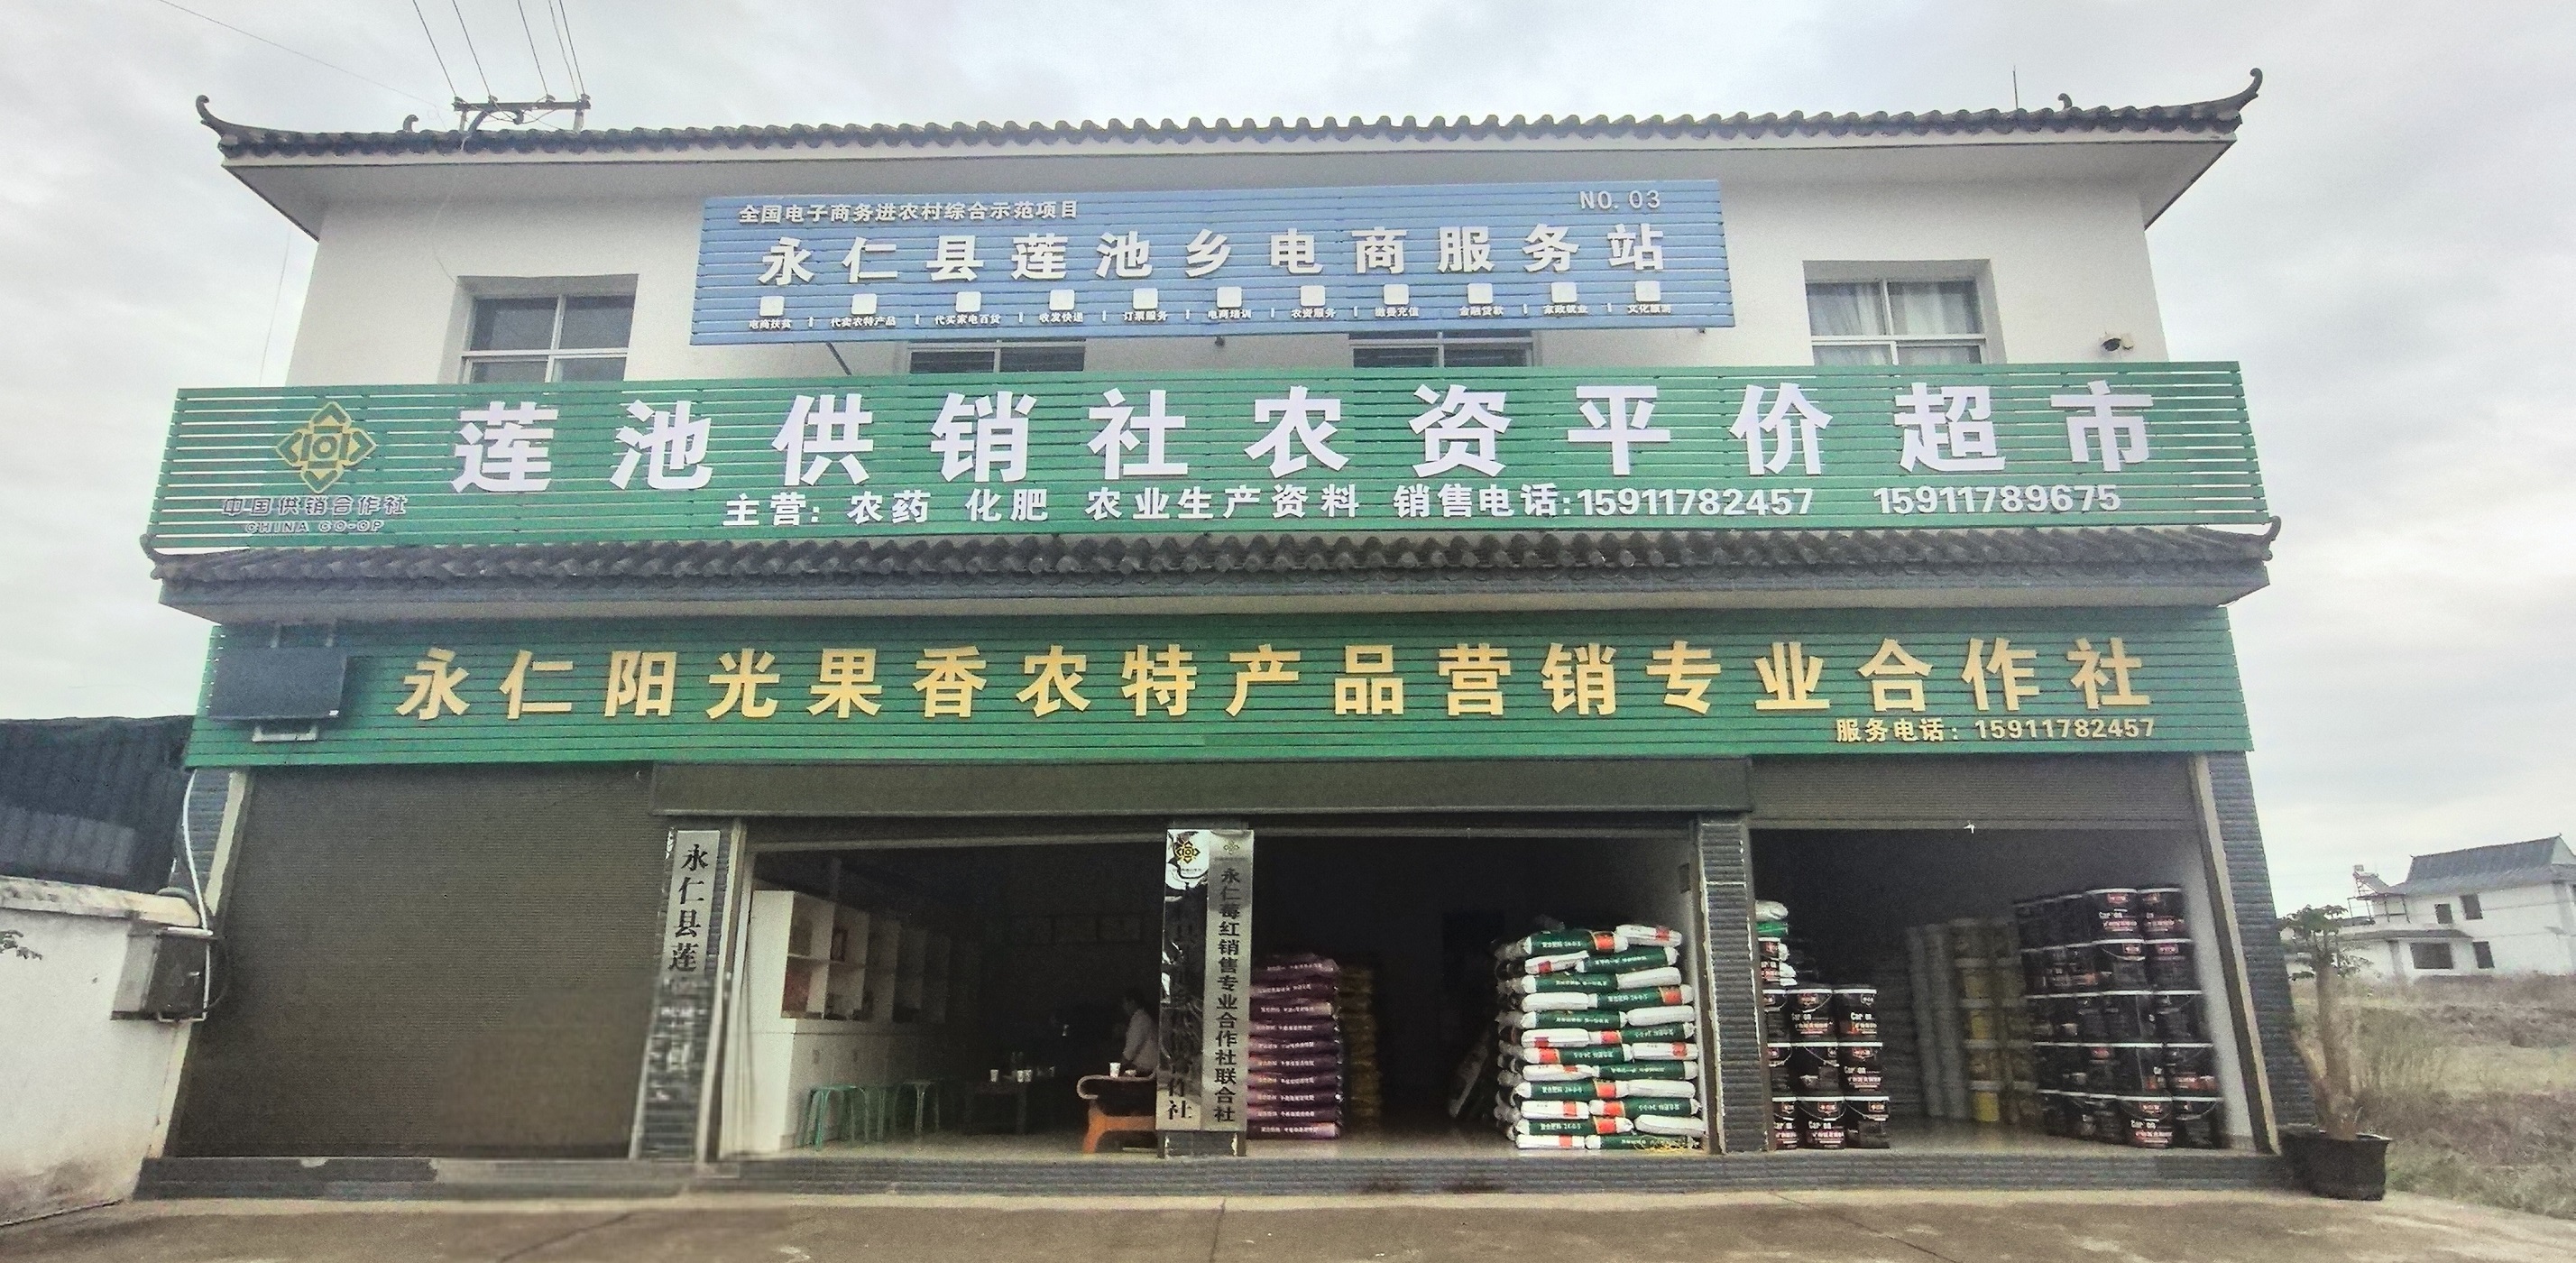 全国电子商务进农村综合示范项目
NO. 03
永仁县莲池乡电商服务站
电商扶贫 代卖农特产品 代买家电百货 收发快递 订票服务 电商培训 农资服务 缴费充值 金融贷款 家政就业 文化旅游
莲池供销社农资平价超市
中国供销合作社
CHINA CO-OP
主营: 农药 化肥 农业生产资料 销售电话:15911782457 15911789675
永仁阳光果香农特产品营销专业合作社
服务电话: 15911782457
永仁县莲
合作社
永仁莓红销售专业合作社联合社